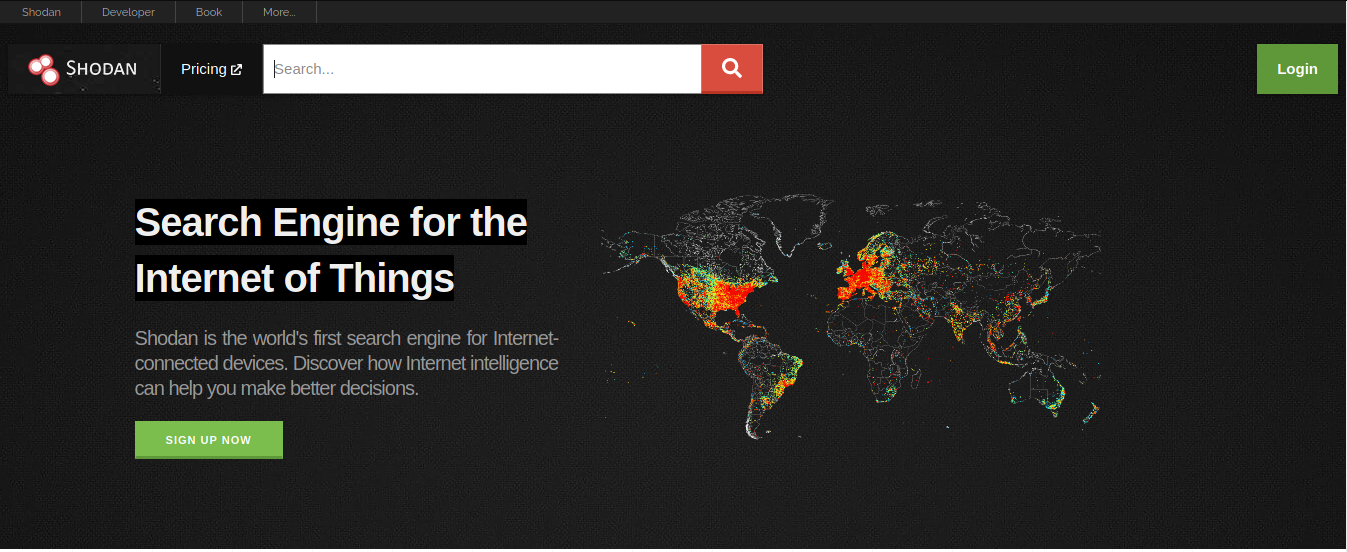 Shodan
Developer
Book
More...
SHODAN
Pricing
Search...
Login
Search Engine for the
Internet of Things
Shodan is the world's first search engine for Internet-
connected devices. Discover how Internet intelligence
can help you make better decisions.
SIGN UP NOW